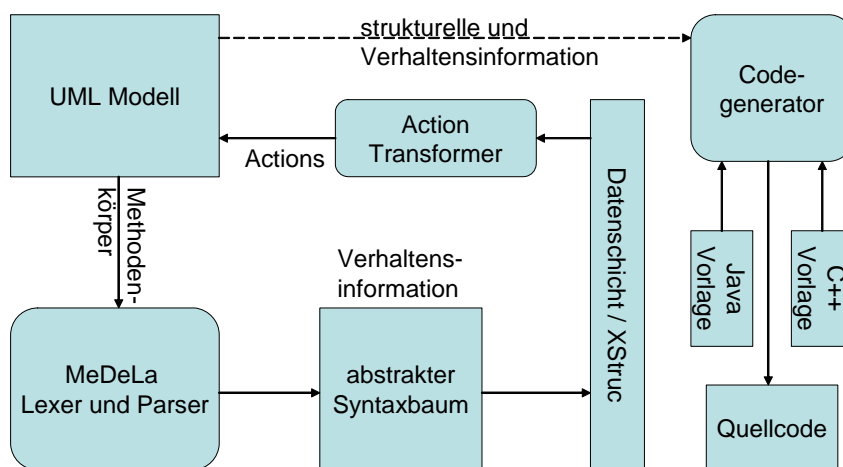 strukturelle und
Verhaltensinformation
UML Modell
Code-
generator
Action
Transformer
Actions
Methoden-
körper
Datenschicht / XStruc
Verhaltens-
information
Java
Vorlage
C++
Vorlage
MeDeLa
Lexer und Parser
abstrakter
Syntaxbaum
Quellcode